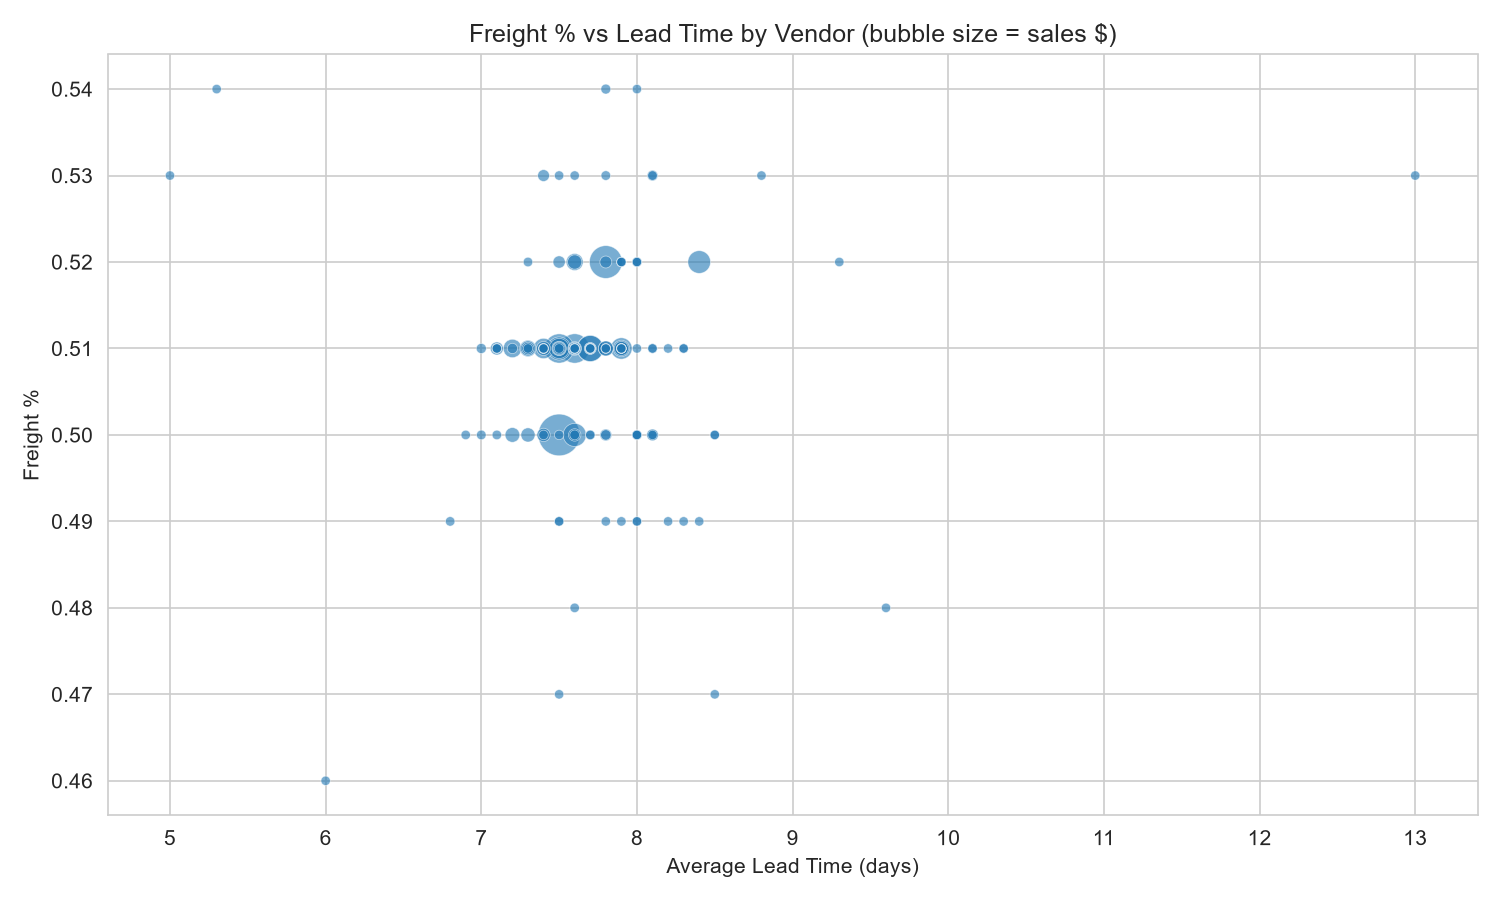 Freight % vs Lead Time by Vendor (bubble size = sales $)
Freight %
0.54
0.53
0.52
0.51
0.50
0.49
0.48
0.47
0.46
5 6 7 8 9 10 11 12 13
Average Lead Time (days)